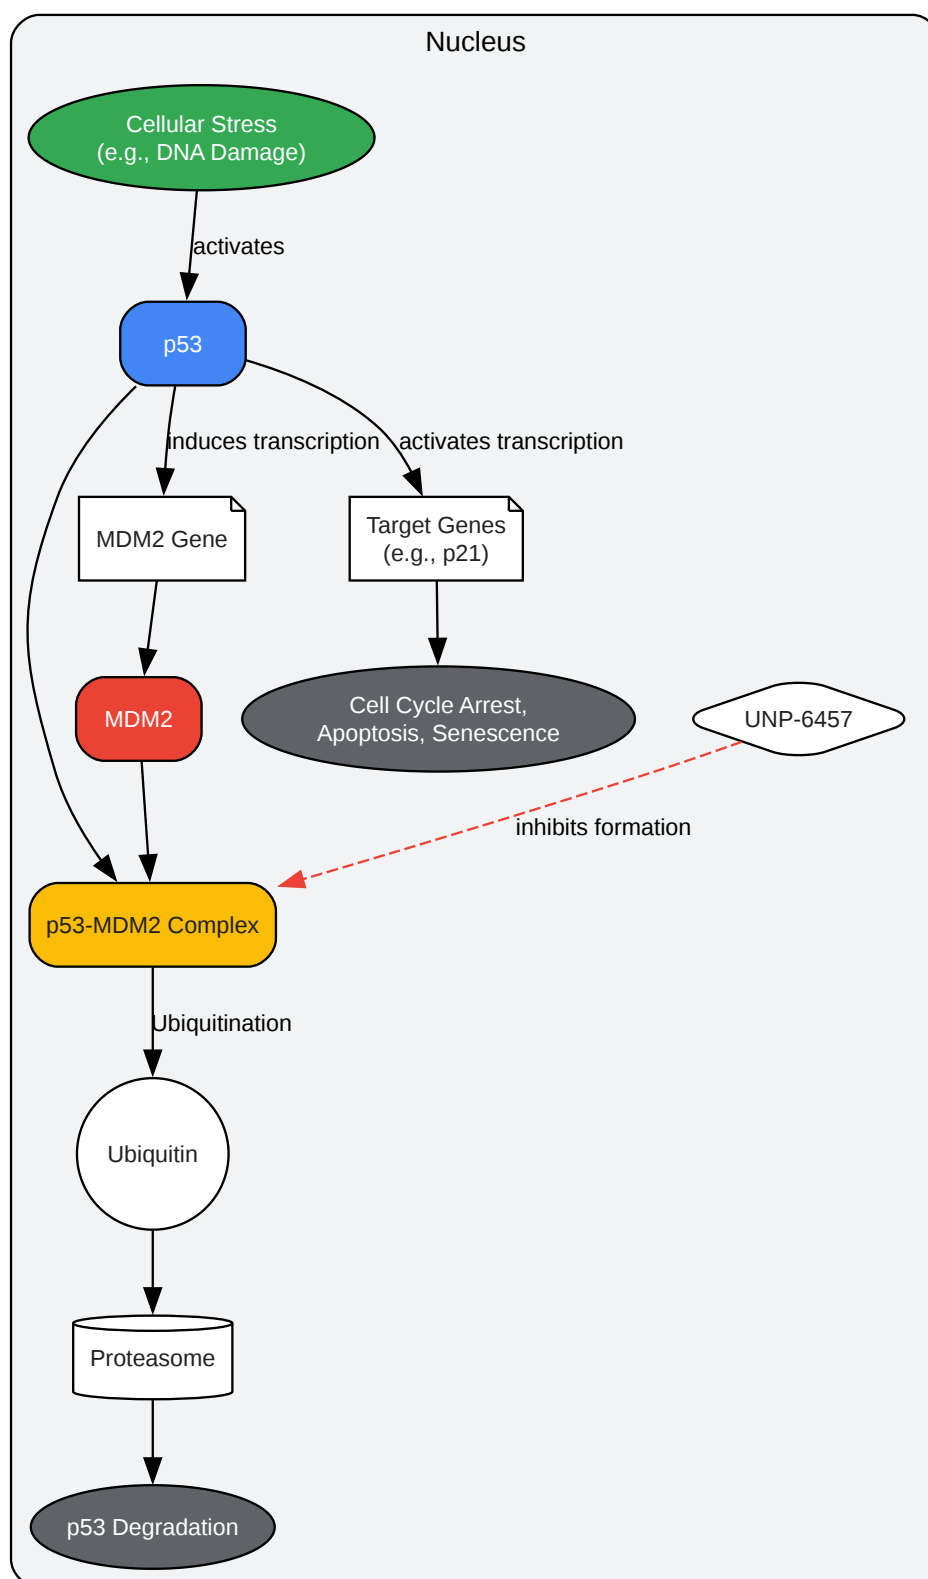 Nucleus
Cellular Stress
(e.g., DNA Damage)
activates
p53
induces transcription
activates transcription
MDM2 Gene
Target Genes
(e.g., p21)
MDM2
Cell Cycle Arrest,
Apoptosis, Senescence
UNP-6457
inhibits formation
p53-MDM2 Complex
Ubiquitination
Ubiquitin
Proteasome
p53 Degradation